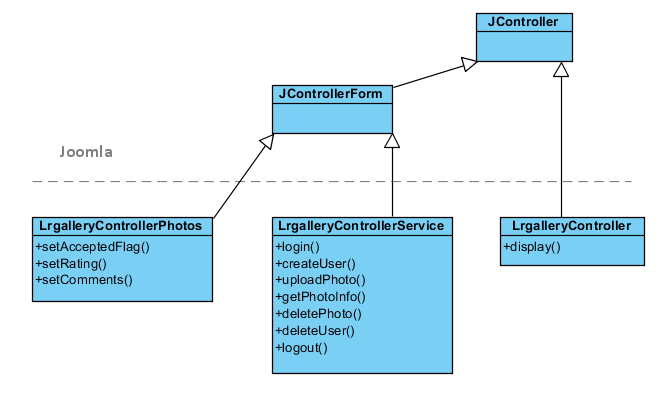 JController
JControllerForm
Joomla
LrgalleryControllerPhotos
+setAcceptedFlag()
+setRating()
+setComments()
LrgalleryControllerService
+login()
+createUser()
+uploadPhoto()
+getPhotoInfo()
+deletePhoto()
+deleteUser()
+logout()
LrgalleryController
+display()